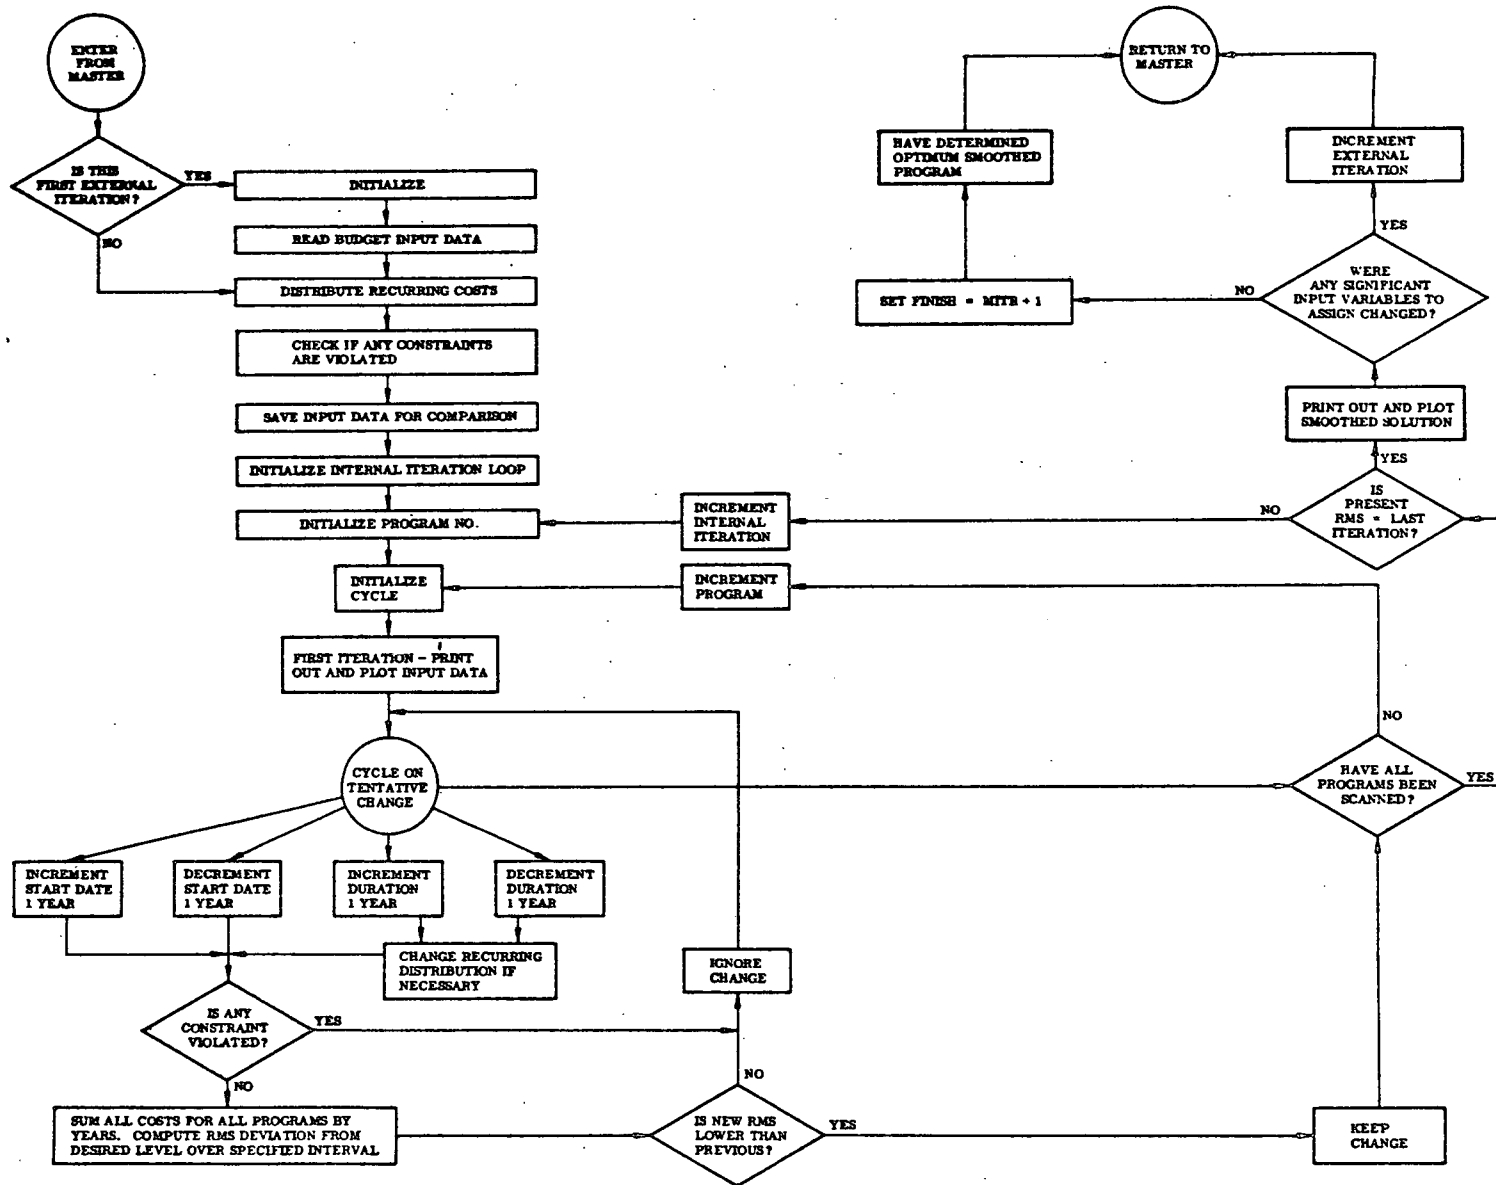 ENTER
FROM
MASTER
IS THIS
FIRST EXTERNAL
ITERATION?
YES
NO
INITIALIZE
READ BUDGET INPUT DATA
DISTRIBUTE RECURRING COSTS
CHECK IF ANY CONSTRAINTS
ARE VIOLATED
SAVE INPUT DATA FOR COMPARISON
INITIALIZE INTERNAL ITERATION LOOP
INITIALIZE PROGRAM NO.
INITIALIZE
CYCLE
FIRST ITERATION - PRINT
OUT AND PLOT INPUT DATA
CYCLE ON
TENTATIVE
CHANGE
INCREMENT
START DATE
1 YEAR
DECREMENT
START DATE
1 YEAR
INCREMENT
DURATION
1 YEAR
DECREMENT
DURATION
1 YEAR
CHANGE RECURRING
DISTRIBUTION IF
NECESSARY
IS ANY
CONSTRAINT
VIOLATED?
YES
NO
SUM ALL COSTS FOR ALL PROGRAMS BY
YEARS. COMPUTE RMS DEVIATION FROM
DESIRED LEVEL OVER SPECIFIED INTERVAL
IS NEW RMS
LOWER THAN
PREVIOUS?
NO
YES
IGNORE
CHANGE
KEEP
CHANGE
HAVE ALL
PROGRAMS BEEN
SCANNED?
NO
YES
INCREMENT
PROGRAM
IS
PRESENT
RMS = LAST
ITERATION?
NO
YES
INCREMENT
INTERNAL
ITERATION
PRINT OUT AND PLOT
SMOOTHED SOLUTION
WERE
ANY SIGNIFICANT
INPUT VARIABLES TO
ASSIGN CHANGED?
NO
YES
SET FINISH = MITR + 1
HAVE DETERMINED
OPTIMUM SMOOTHED
PROGRAM
INCREMENT
EXTERNAL
ITERATION
RETURN TO
MASTER